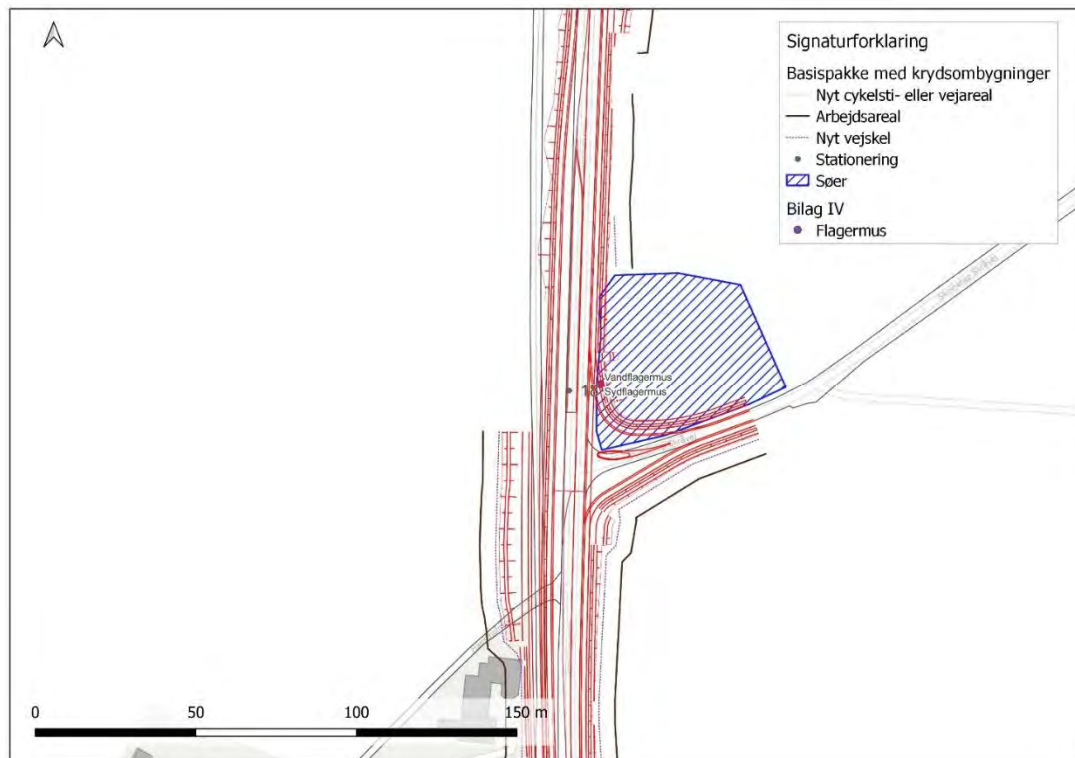 Signaturforklaring
Basispakke med krydsombygninger
Nyt cykelsti- eller vejareal
Arbejdsareal
Nyt vejskel
Stationering
Søer
Bilag IV
Flagermus
Vandflagermus
Sydflagermus
0 50 100 150 m